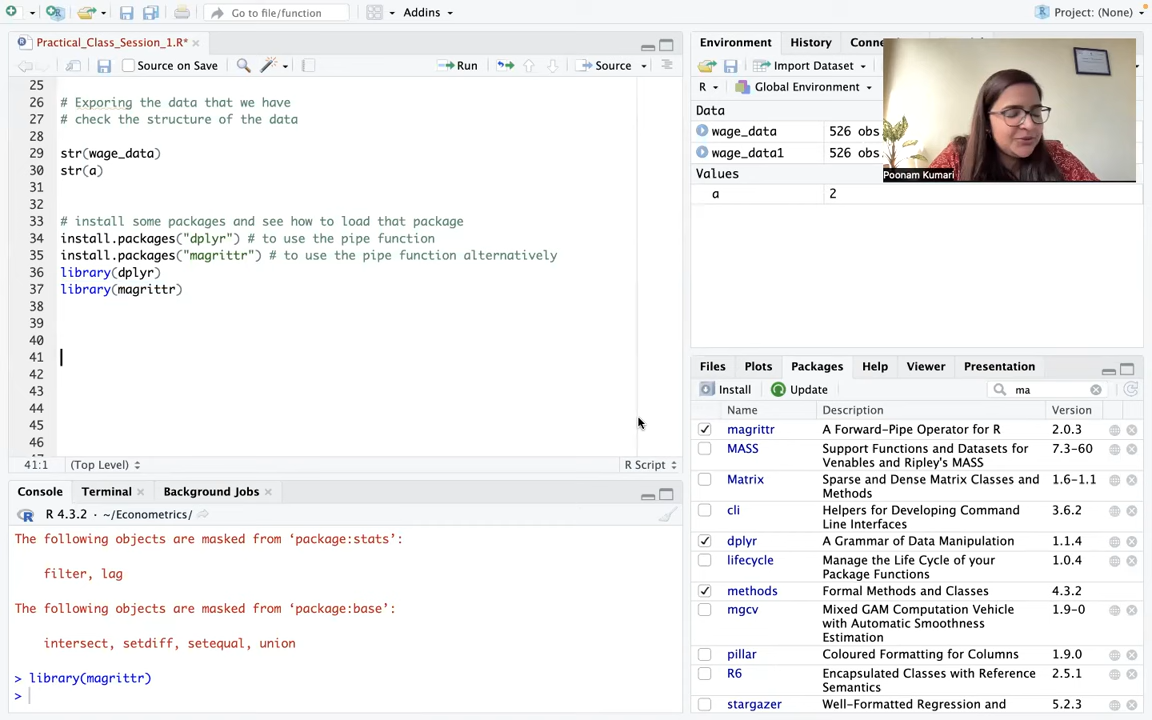 Go to file/function
Addins
Project: (None)
Practical_Class_Session_1.R*
Source on Save
Run
Source
25
26 # Exporing the data that we have
27 # check the structure of the data
28
29 str(wage_data)
30 str(a)
31
32
33 # install some packages and see how to load that package
34 install.packages("dplyr") # to use the pipe function
35 install.packages("magrittr") # to use the pipe function alternatively
36 library(dplyr)
37 library(magrittr)
38
39
40
41
42
43
44
45
46
41:1 (Top Level) R Script
Console Terminal Background Jobs
R 4.3.2 · ~/Econometrics/
The following objects are masked from ‘package:stats’:
filter, lag
The following objects are masked from ‘package:base’:
intersect, setdiff, setequal, union
> library(magrittr)
>
Environment History
Import Dataset
R Global Environment
Data
wage_data 526 obs.
wage_data1 526 obs.
Values
a 2
Poonam Kumari
Files Plots Packages Help Viewer Presentation
Install Update ma
Name Description Version
magrittr A Forward-Pipe Operator for R 2.0.3
MASS Support Functions and Datasets for 7.3-60
Venables and Ripley's MASS
Matrix Sparse and Dense Matrix Classes and 1.6-1.1
Methods
cli Helpers for Developing Command 3.6.2
Line Interfaces
dplyr A Grammar of Data Manipulation 1.1.4
lifecycle Manage the Life Cycle of your 1.0.4
Package Functions
methods Formal Methods and Classes 4.3.2
mgcv Mixed GAM Computation Vehicle 1.9-0
with Automatic Smoothness
Estimation
pillar Coloured Formatting for Columns 1.9.0
R6 Encapsulated Classes with Reference 2.5.1
Semantics
stargazer Well-Formatted Regression and 5.2.3